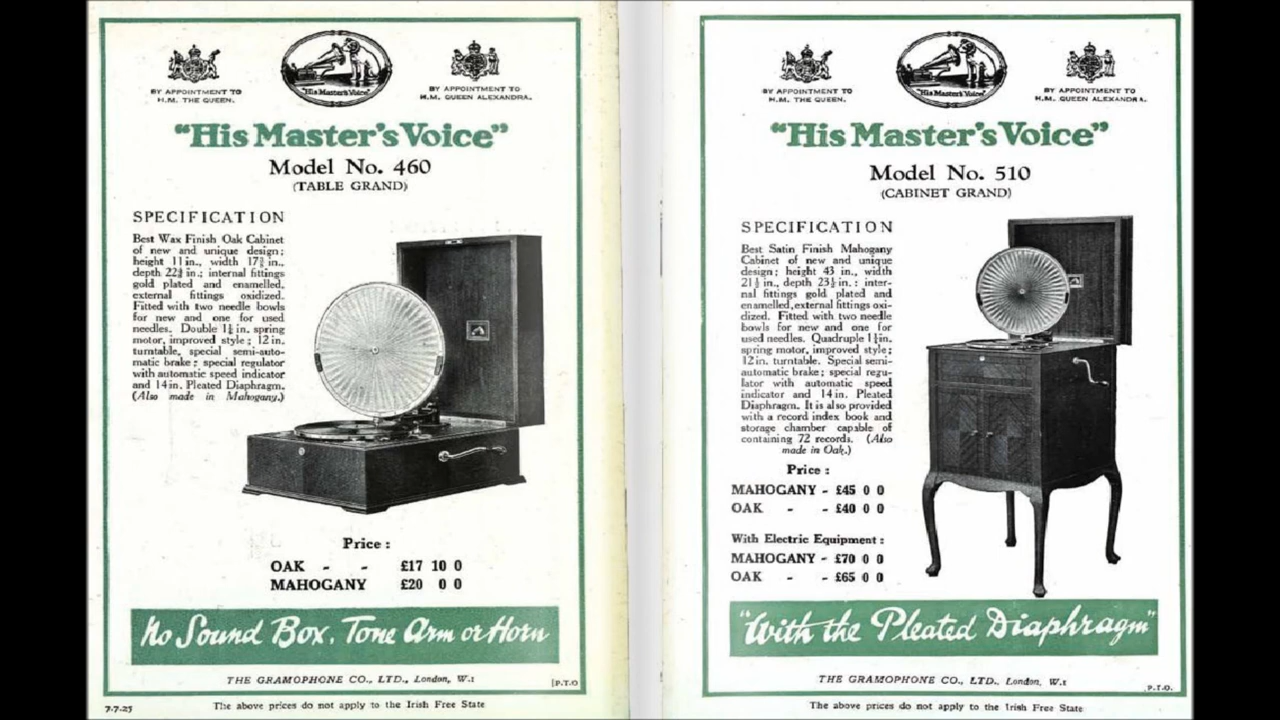 "His Master's Voice"
BY APPOINTMENT TO
H.M. THE QUEEN.
BY APPOINTMENT TO
H.M. QUEEN ALEXANDRA.
"His Master's Voice"
Model No. 460
(TABLE GRAND)
SPECIFICATION
Best Wax Finish Oak Cabinet
of new and unique design;
height 11 in., width
depth in.; internal fittings
gold plated and enamelled,
external fittings oxidized.
Fitted with two needle bowls
for new and one for used
needles. Double in. spring
motor, improved style; 12 in.
turntable, special semi-auto-
matic brake; special regulator
with automatic speed indicator
and 14 in. Pleated Diaphragm.
(Also made in Mahogany.)
Price:
OAK - - £17 10 0
MAHOGANY £20 0 0
No Sound Box, Tone Arm or Horn
THE GRAMOPHONE CO., LTD., London, W.1
[P.T.O
7-7-25
The above prices do not apply to the Irish Free State
"His Master's Voice"
BY APPOINTMENT TO
H.M. THE QUEEN.
BY APPOINTMENT TO
H.M. QUEEN ALEXANDRA.
"His Master's Voice"
Model No. 510
(CABINET GRAND)
SPECIFICATION
Best Satin Finish Mahogany
Cabinet of new and unique
design; height 43 in., width
21½ in., depth 23½ in.: inter-
nal fittings gold plated and
enamelled, external fittings oxi-
dized. Fitted with two needle
bowls for new and one for
used needles. Quadruple in.
spring motor, improved style;
12 in. turntable. Special semi-
automatic brake; special regu-
lator with automatic speed
indicator and 14 in. Pleated
Diaphragm. It is also provided
with a record index book and
storage chamber capable of
containing 72 records. (Also
made in Oak.)
Price:
MAHOGANY - £45 0 0
OAK - - £40 0 0
With Electric Equipment:
MAHOGANY - £70 0 0
OAK - - £65 0 0
"With the Pleated Diaphragm"
THE GRAMOPHONE CO., LTD., London, W.1
P.T.O.
The above prices do not apply to the Irish Free State